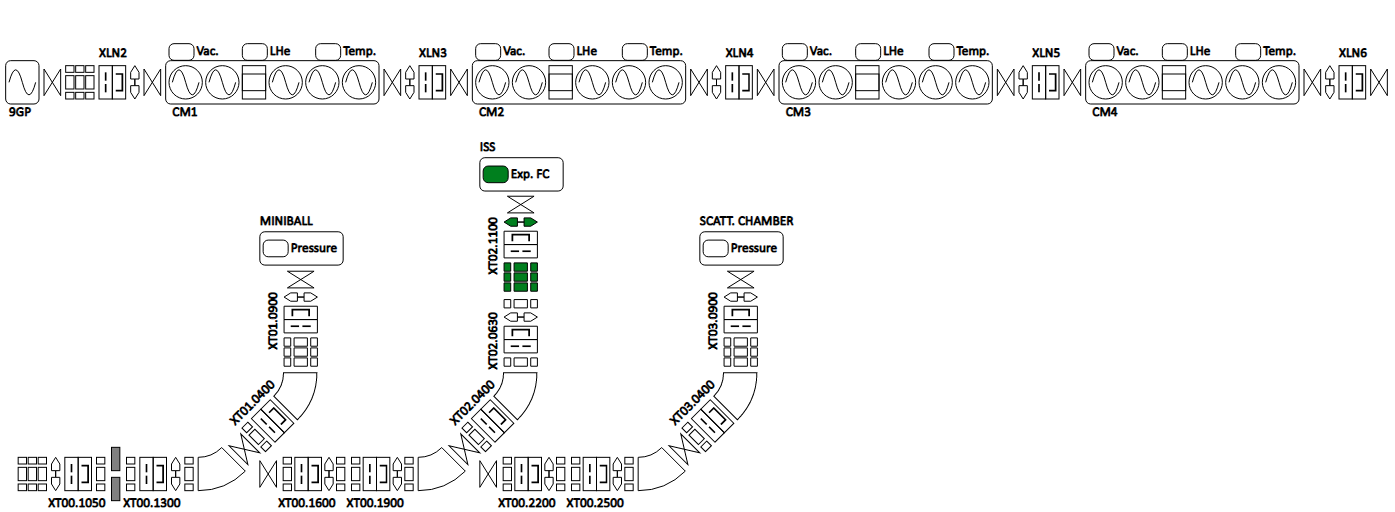 XLN2 XLN3 XLN4 XLN5 XLN6
Vac. LHe Temp. Vac. LHe Temp. Vac. LHe Temp. Vac. LHe Temp.
9GP CM1 CM2 CM3 CM4
ISS
Exp. FC
XT02.1100
MINIBALL
Pressure
SCATT. CHAMBER
Pressure
XT01.0900
XT02.0630
XT03.0900
XT01.0400
XT02.0400
XT03.0400
XT00.1050 XT00.1300 XT00.1600 XT00.1900 XT00.2200 XT00.2500